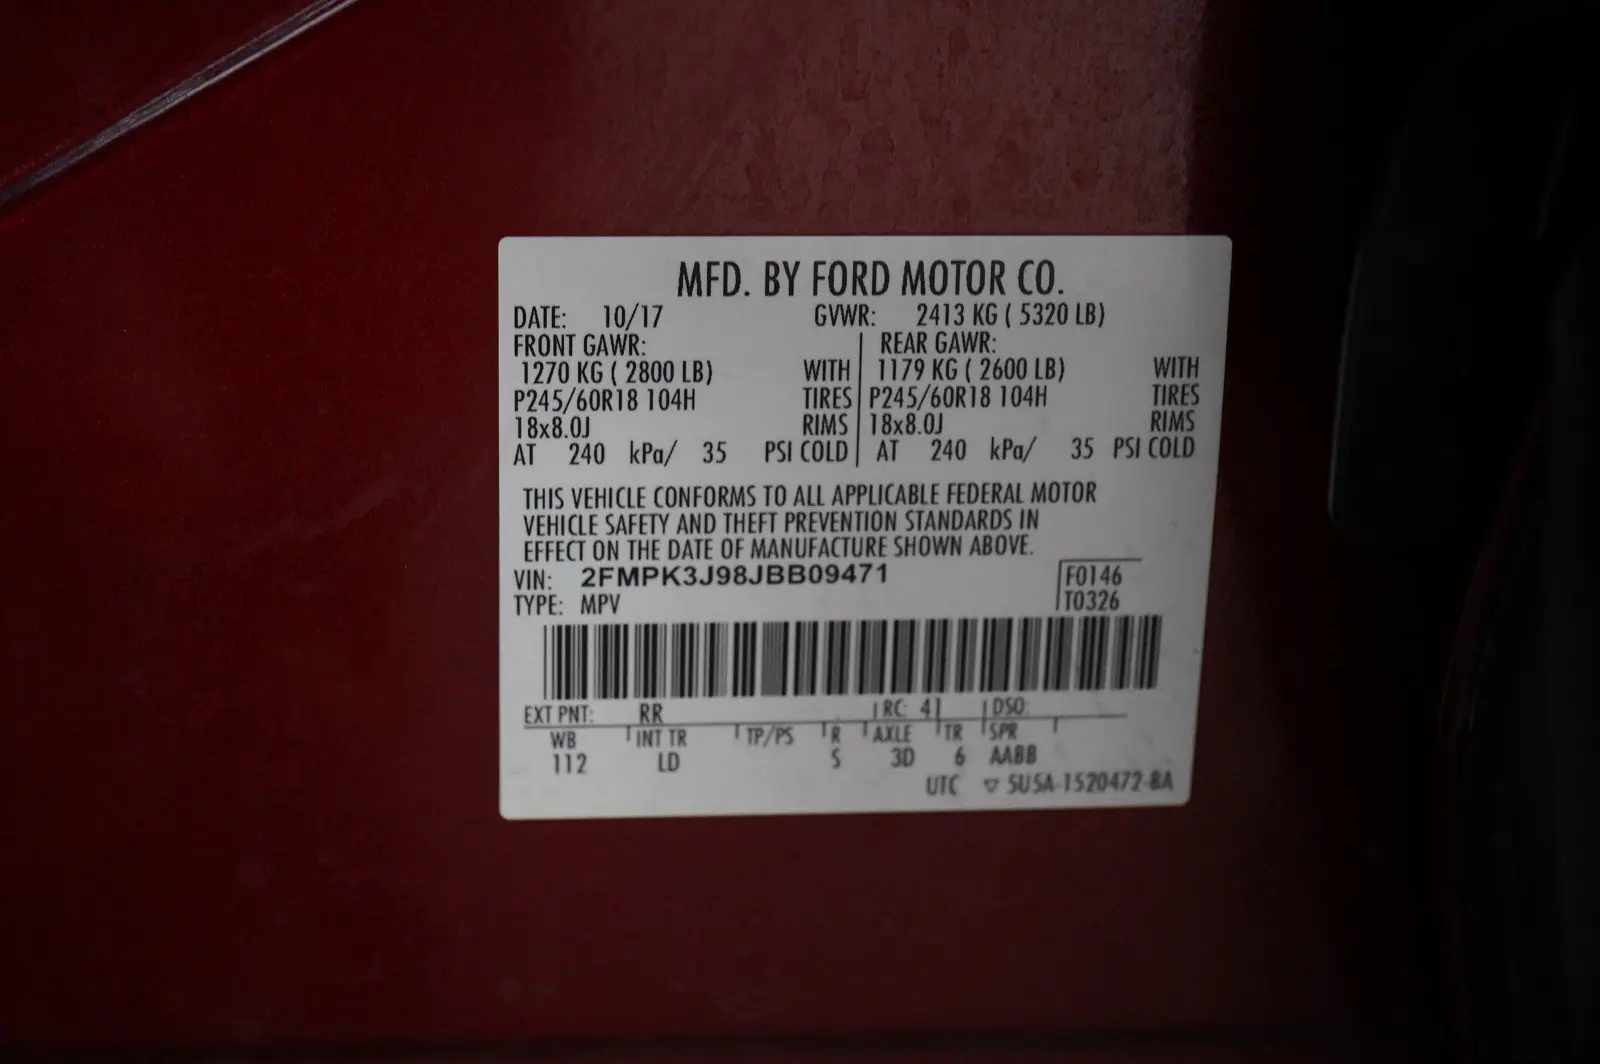 MFD. BY FORD MOTOR CO.
DATE: 10/17 GVWR: 2413 KG ( 5320 LB)
FRONT GAWR: REAR GAWR:
1270 KG ( 2800 LB) WITH 1179 KG ( 2600 LB) WITH
P245/60R18 104H TIRES P245/60R18 104H TIRES
18x8.0J RIMS 18x8.0J RIMS
AT 240 kPa/ 35 PSI COLD AT 240 kPa/ 35 PSI COLD
THIS VEHICLE CONFORMS TO ALL APPLICABLE FEDERAL MOTOR
VEHICLE SAFETY AND THEFT PREVENTION STANDARDS IN
EFFECT ON THE DATE OF MANUFACTURE SHOWN ABOVE.
VIN: 2FMPK3J98JBB09471 F0146
TYPE: MPV T0326
EXT PNT: RR RC: 41 DSO:
WB INT TR TP/PS R AXLE TR SPR
112 LD S 3D 6 AABB
UTC ▽ 5U5A-1520472-BA